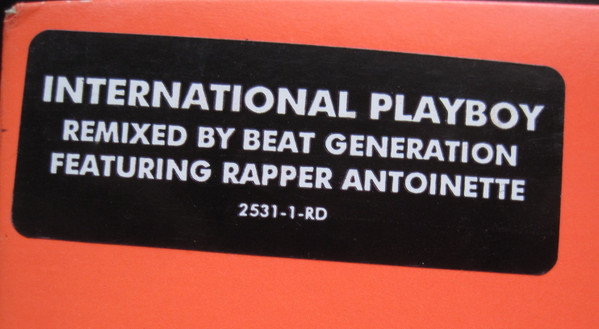 INTERNATIONAL PLAYBOY
REMIXED BY BEAT GENERATION
FEATURING RAPPER ANTOINETTE
2531-1-RD